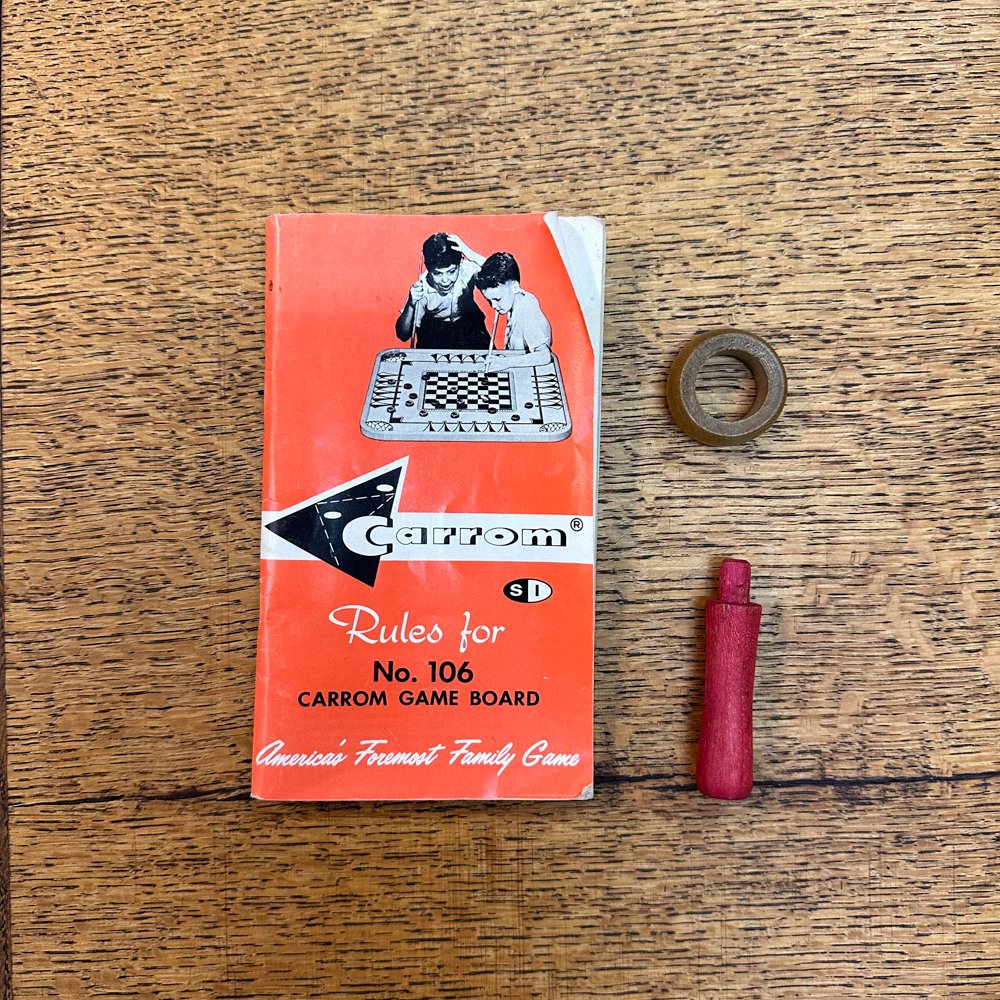 Carrom®
S I
Rules for
No. 106
CARROM GAME BOARD
America's Foremost Family Game